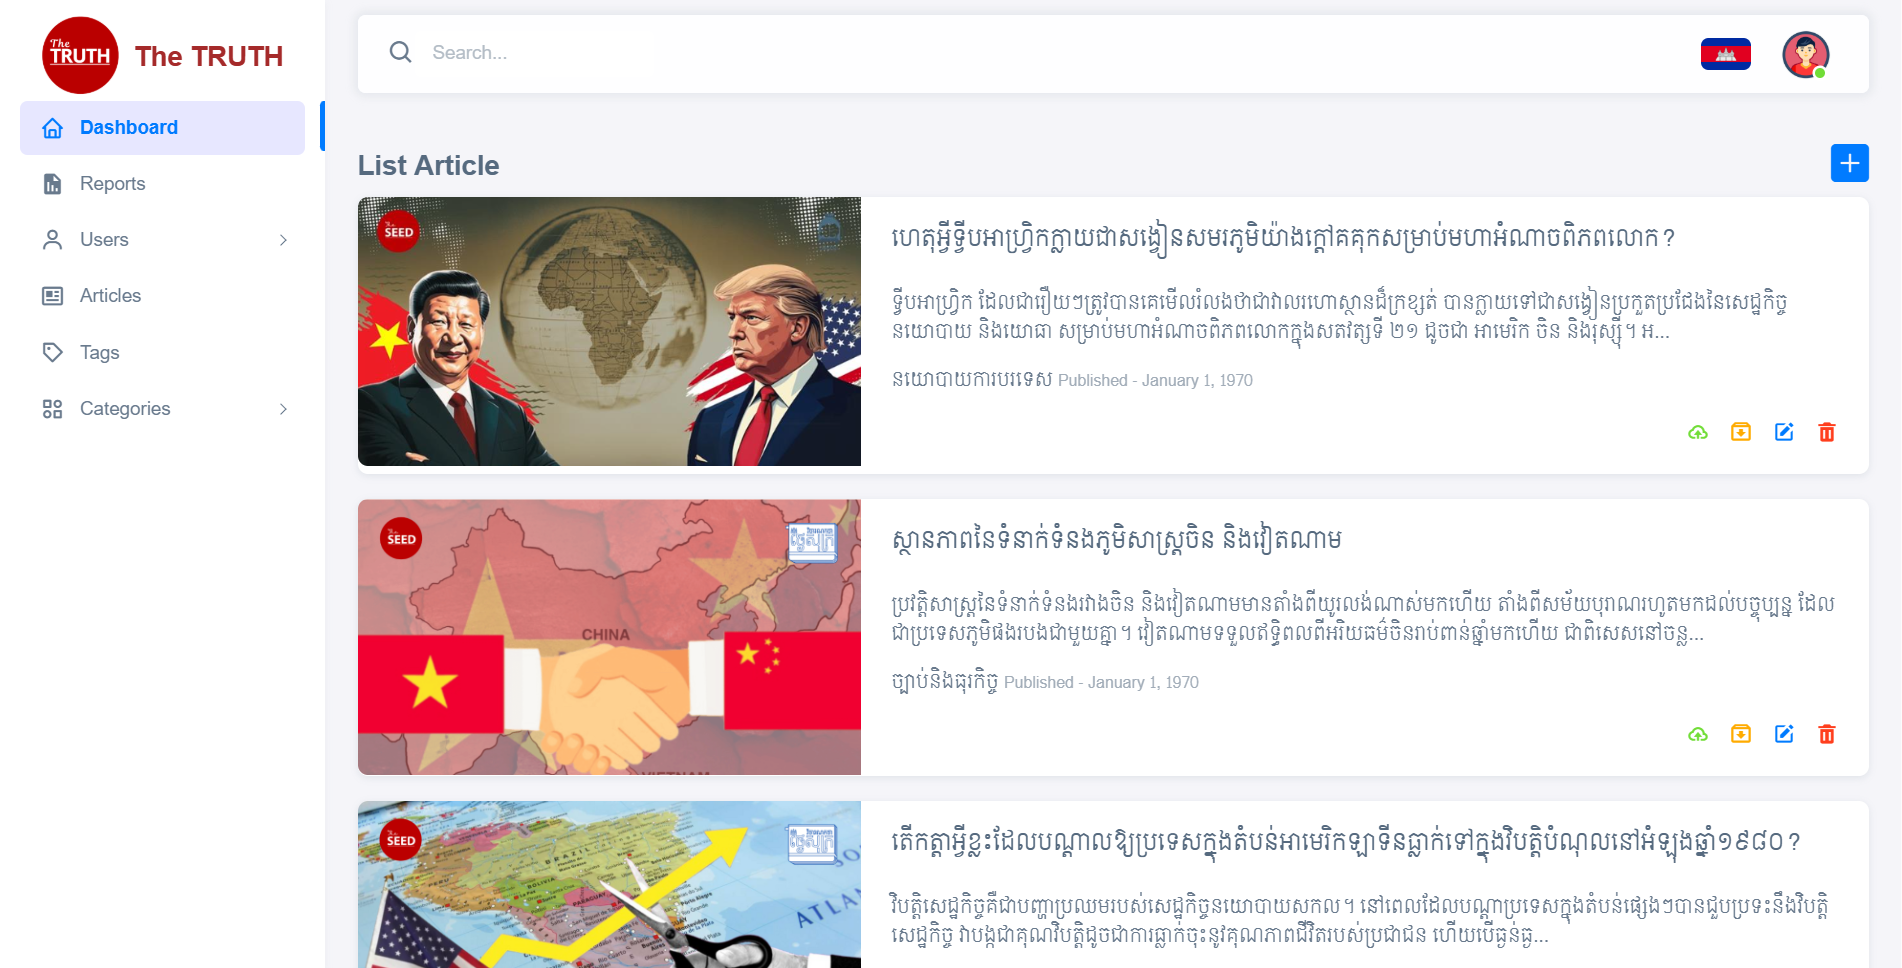 The
TRUTH
The TRUTH
Search...
Dashboard
Reports
Users
Articles
Tags
Categories
List Article
The
SEED
ហេតុអ្វីទ្វីបអាហ្វ្រិកក្លាយជាសង្វៀនសមរភូមិយ៉ាងក្តៅគគុកសម្រាប់មហាអំណាចពិភពលោក?
ទ្វីបអាហ្វ្រិក ដែលជារឿយៗត្រូវបានគេមើលរំលងថាជាវាលរហោស្ថានដ៏ក្រខ្សត់ បានក្លាយទៅជាសង្វៀនប្រកួតប្រជែងនៃសេដ្ឋកិច្ច
នយោបាយ និងយោធា សម្រាប់មហាអំណាចពិភពលោកក្នុងសតវត្សទី ២១ ដូចជា អាមេរិក ចិន និងរុស្ស៊ី។ អ...
នយោបាយការបរទេស Published - January 1, 1970
The
SEED
CHINA
VIETNAM
ស្ថានភាពនៃទំនាក់ទំនងភូមិសាស្ត្រចិន និងវៀតណាម
ប្រវត្តិសាស្ត្រនៃទំនាក់ទំនងរវាងចិន និងវៀតណាមមានតាំងពីយូរលង់ណាស់មកហើយ តាំងពីសម័យបុរាណរហូតមកដល់បច្ចុប្បន្ន ដែល
ជាប្រទេសភូមិផងរបងជាមួយគ្នា។ វៀតណាមទទួលឥទ្ធិពលពីអរិយធម៌ចិនរាប់ពាន់ឆ្នាំមកហើយ ជាពិសេសនៅចន្ល...
ច្បាប់និងធុរកិច្ច Published - January 1, 1970
The
SEED
BRAZIL
BOLIVIA
PARAGUAY
ATLA
តើកត្តាអ្វីខ្លះដែលបណ្តាលឱ្យប្រទេសក្នុងតំបន់អាមេរិកឡាទីនធ្លាក់ទៅក្នុងវិបត្តិបំណុលនៅអំឡុងឆ្នាំ១៩៨០?
វិបត្តិសេដ្ឋកិច្ចគឺជាបញ្ហាប្រឈមរបស់សេដ្ឋកិច្ចនយោបាយសកល។ នៅពេលដែលបណ្តាប្រទេសក្នុងតំបន់ផ្សេងៗបានជួបប្រទះនឹងវិបត្តិ
សេដ្ឋកិច្ច វាបង្កជាគុណវិបត្តិដូចជាការធ្លាក់ចុះនូវគុណភាពជីវិតរបស់ប្រជាជន ហើយបើធ្ងន់ធ្ង...